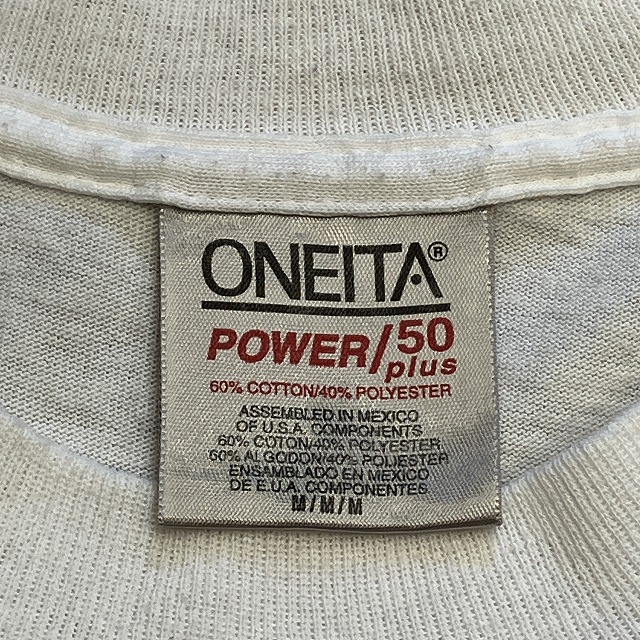 ONEITA®
POWER/50
plus
60% COTTON/40% POLYESTER
ASSEMBLED IN MEXICO
OF U.S.A. COMPONENTS
60% COTON/40% POLYESTER
60% ALGODON/40% POLIESTER
ENSAMBLADO EN MEXICO
DE E.U.A. COMPONENTES
M/M/M